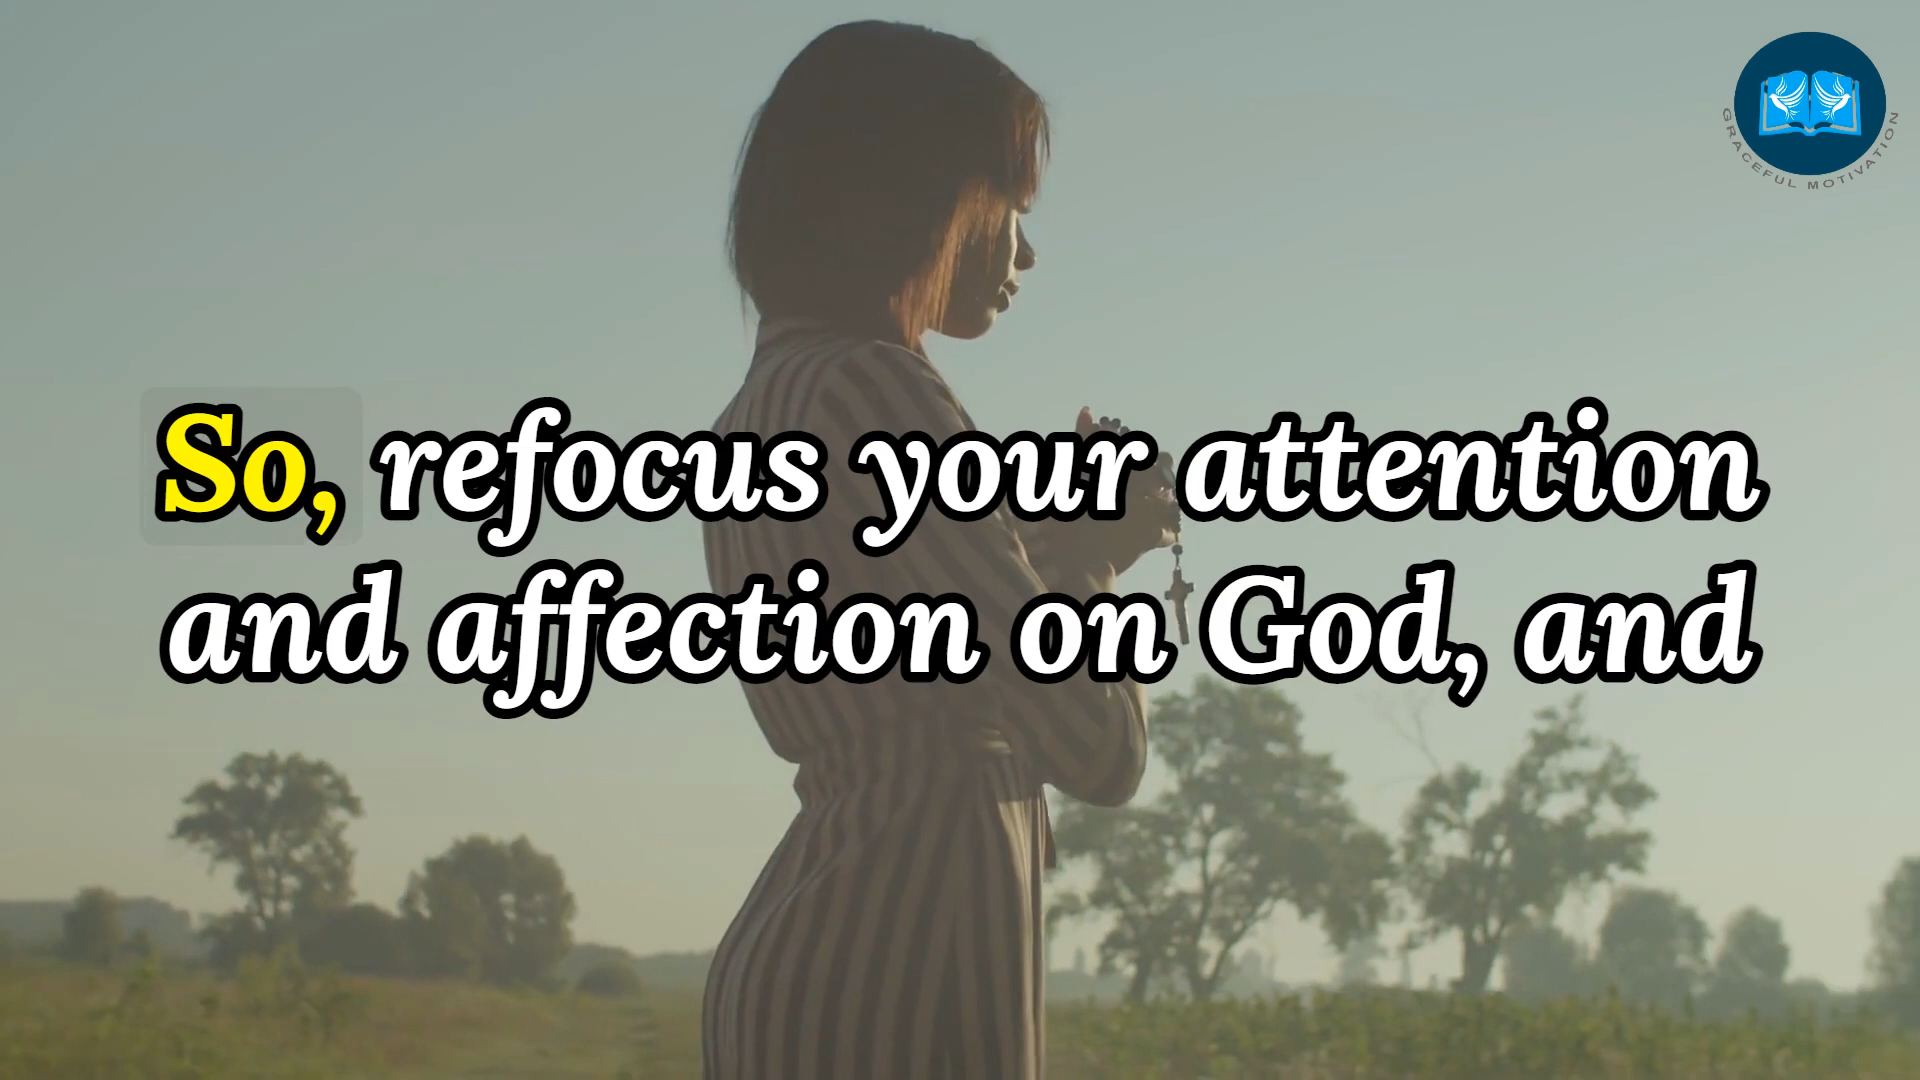 GRACEFUL MOTIVATION
So, refocus your attention
and affection on God, and